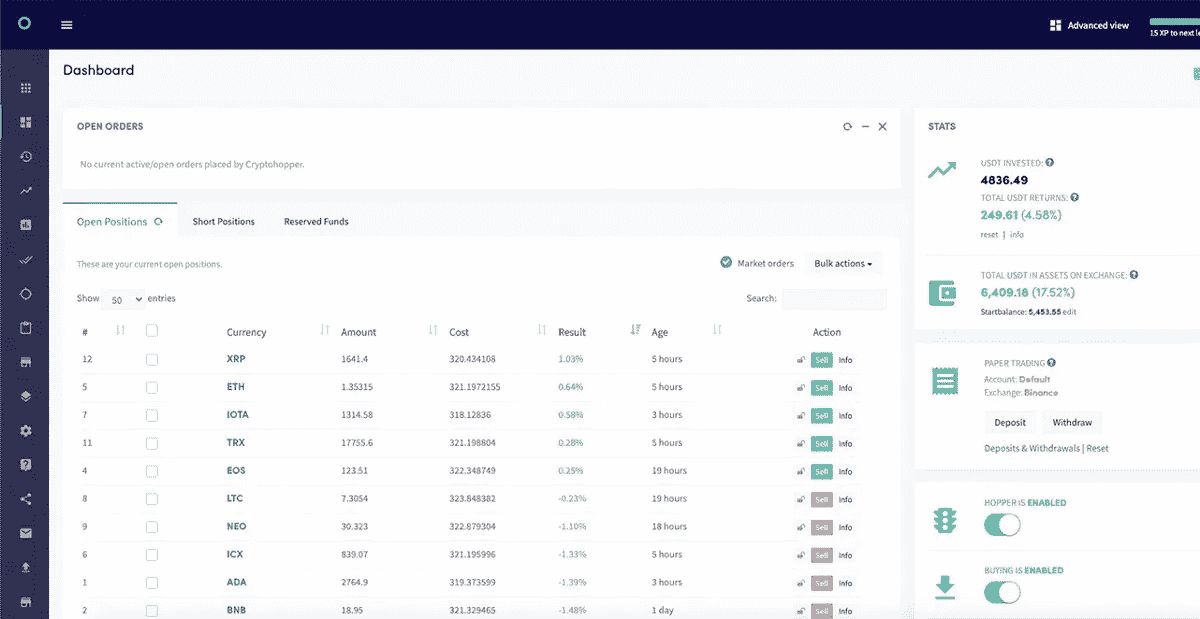 Advanced view
15 XP to next le
Dashboard
OPEN ORDERS
No current active/open orders placed by Cryptohopper.
Open Positions
Short Positions
Reserved Funds
These are your current open positions.
Market orders
Bulk actions
Show 50 entries
Search:
# Currency Amount Cost Result Age Action
12 XRP 1641.4 320.434108 1.03% 5 hours Sell Info
5 ETH 1.35315 321.1972155 0.64% 5 hours Sell Info
7 IOTA 1314.58 318.12836 0.58% 3 hours Sell Info
11 TRX 17755.6 321.198804 0.28% 5 hours Sell Info
4 EOS 123.51 322.348749 0.25% 19 hours Sell Info
8 LTC 7.3054 323.848382 -0.23% 19 hours Sell Info
9 NEO 30.323 322.879304 -1.10% 18 hours Sell Info
6 ICX 839.07 321.195996 -1.33% 5 hours Sell Info
1 ADA 2764.9 319.373599 -1.39% 3 hours Sell Info
2 BNB 18.95 321.329465 -1.48% 1 day Sell Info
STATS
USDT INVESTED:
4836.49
TOTAL USDT RETURNS:
249.61 (4.58%)
reset | info
TOTAL USDT IN ASSETS ON EXCHANGE:
6,409.18 (17.52%)
Startbalance: 5,453.55 edit
PAPER TRADING
Account: Default
Exchange: Binance
Deposit
Withdraw
Deposits & Withdrawals | Reset
HOPPER IS ENABLED
BUYING IS ENABLED